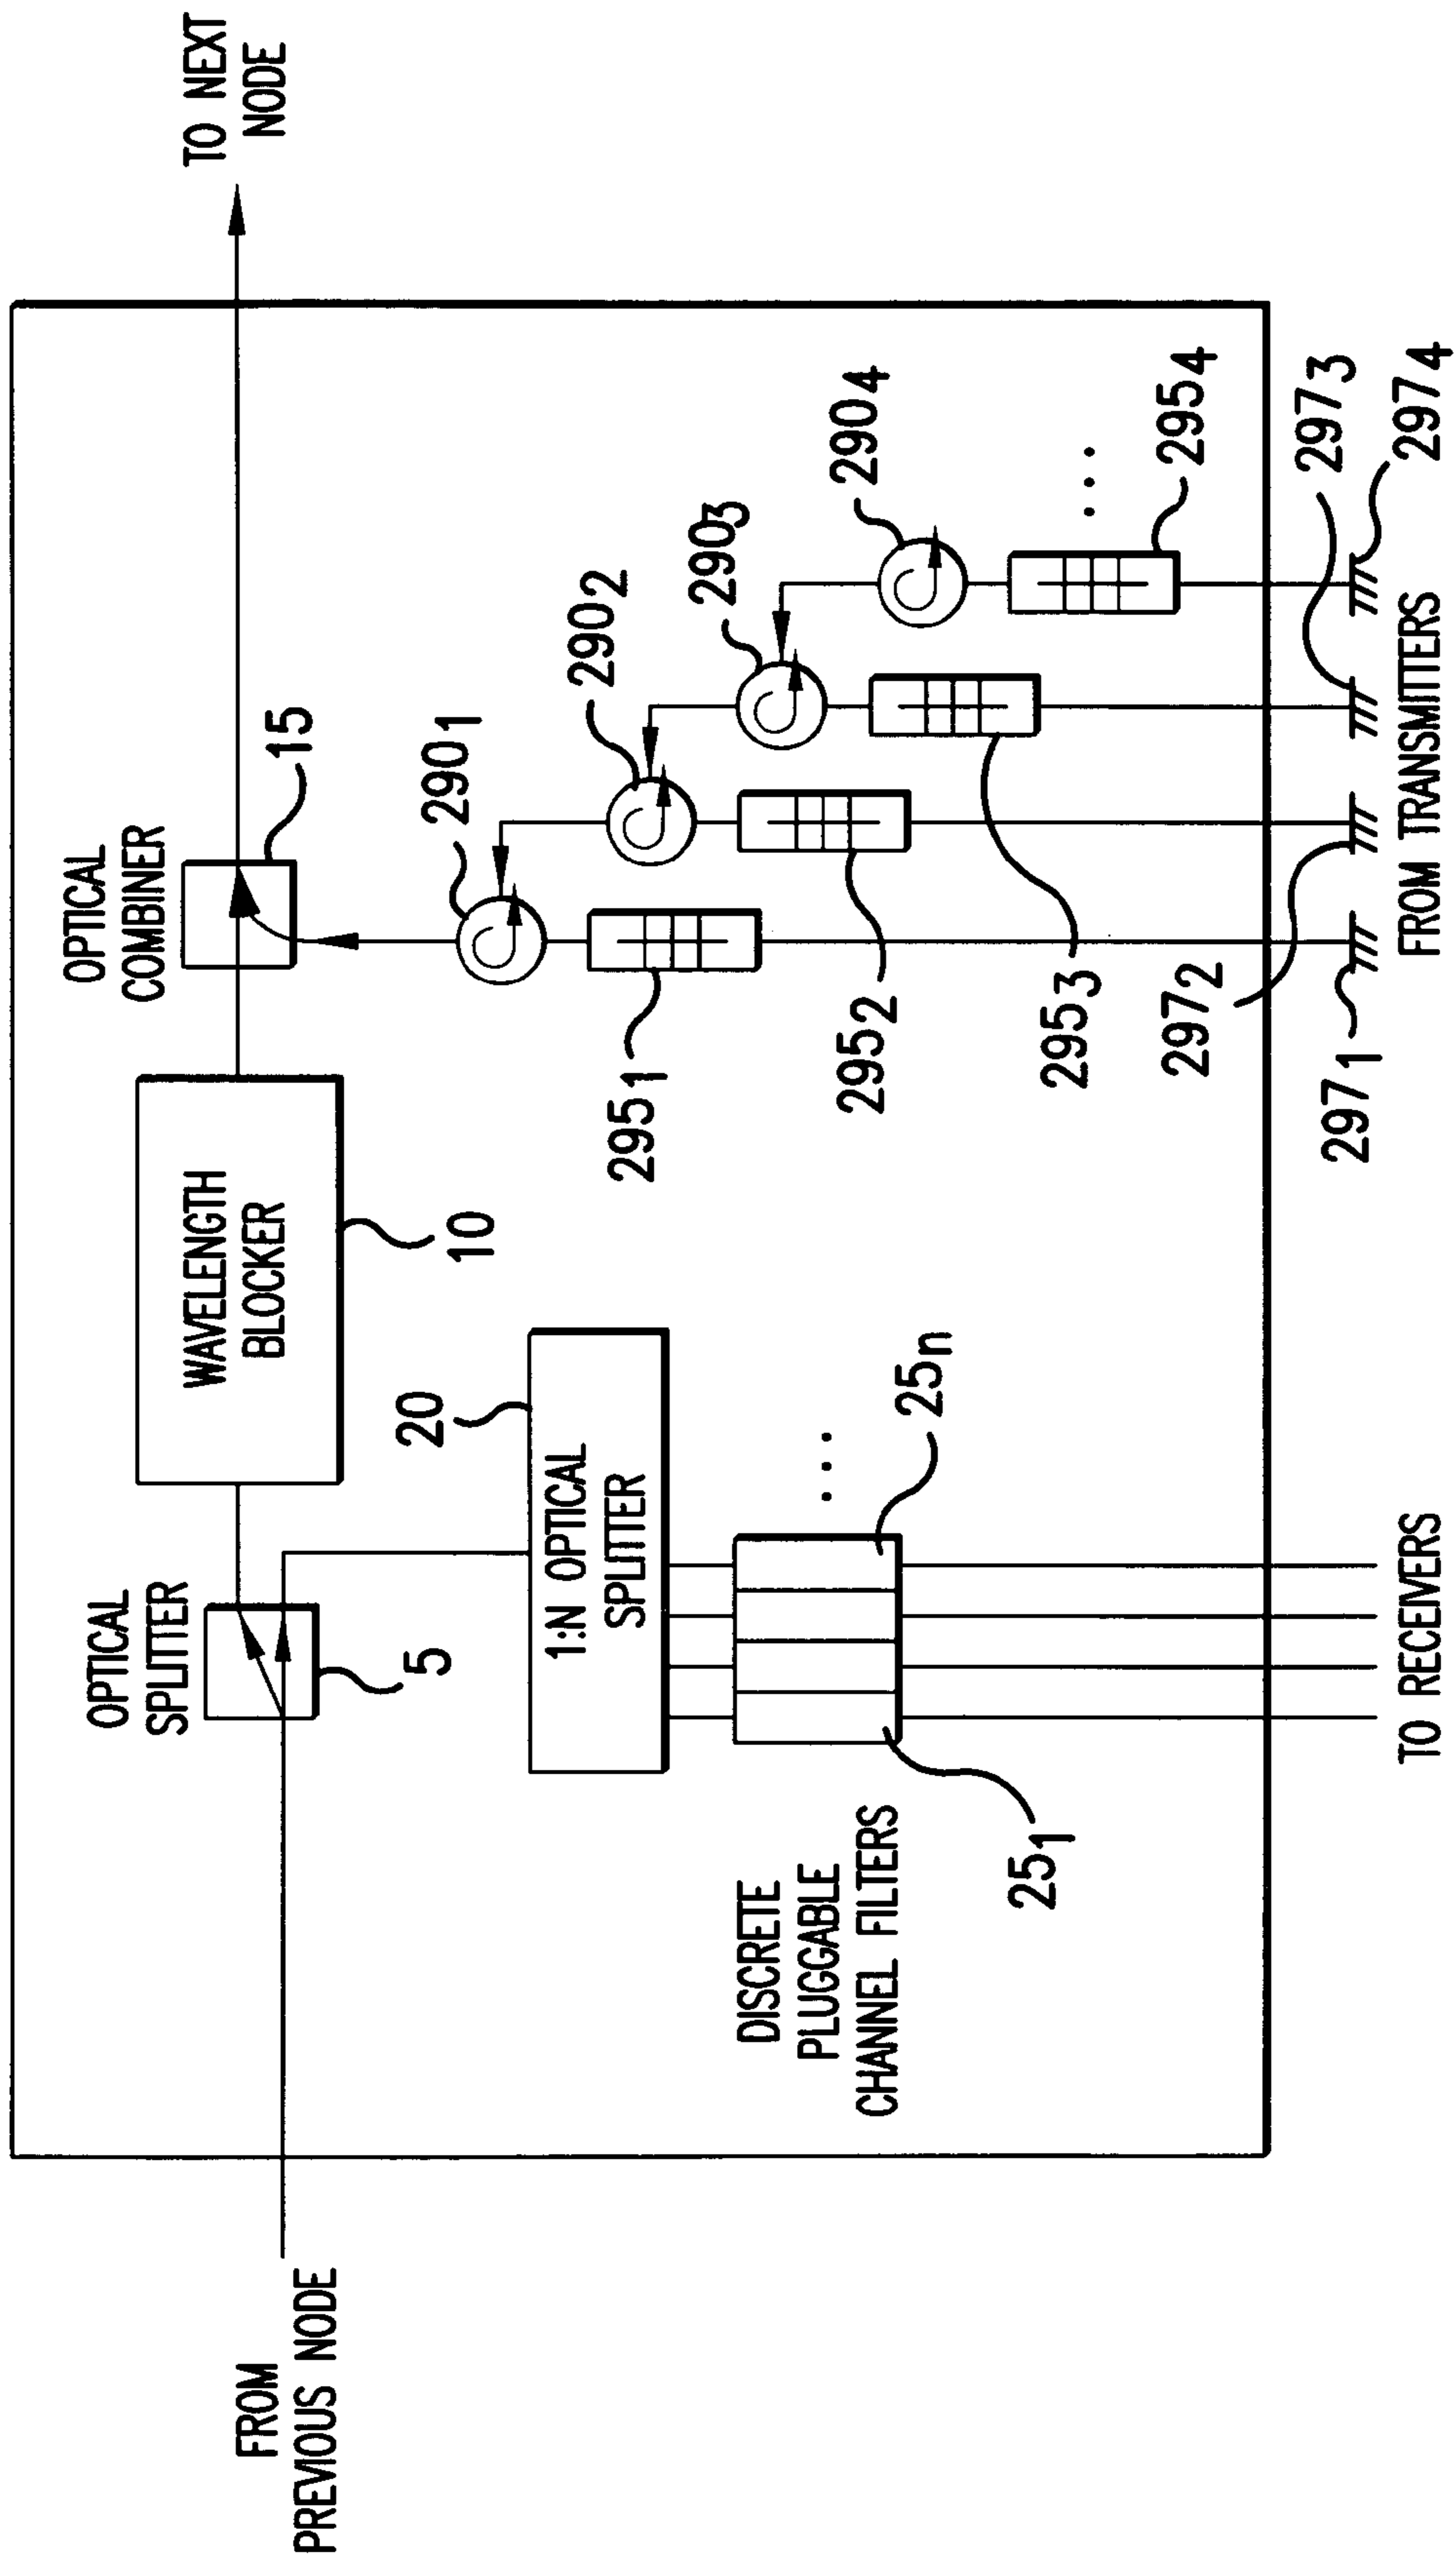 FROM
PREVIOUS NODE
OPTICAL
SPLITTER
5
WAVELENGTH
BLOCKER
10
OPTICAL
COMBINER
15
TO NEXT
NODE
20
1:N OPTICAL
SPLITTER
DISCRETE
PLUGGABLE
CHANNEL FILTERS
25₁
25ₙ
...
290₁
290₂
290₃
290₄
295₁
295₂
295₃
295₄
...
297₁
297₂
297₃
297₄
TO RECEIVERS
FROM TRANSMITTERS